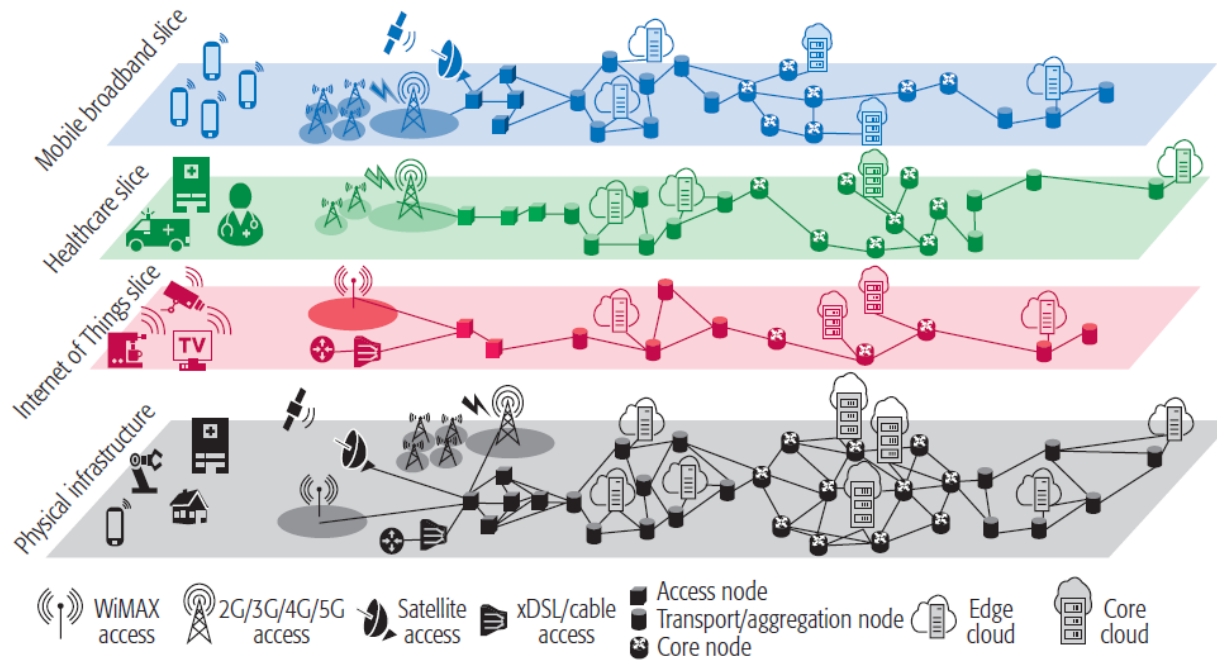 Mobile broadband slice
Healthcare slice
Internet of Things slice
TV
Physical infrastructure
WiMAX
access
2G/3G/4G/5G
access
Satellite
access
xDSL/cable
access
Access node
Transport/aggregation node
Core node
Edge
cloud
Core
cloud